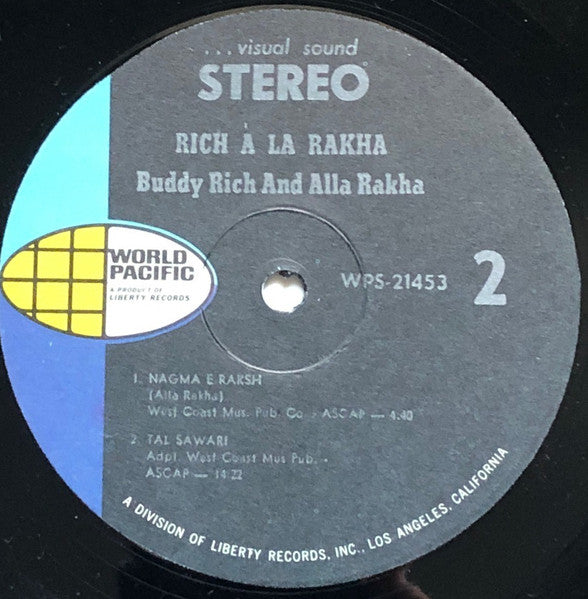 ...visual sound
STEREO
RICH À LA RAKHA
Buddy Rich And Alla Rakha
WORLD
PACIFIC
A PRODUCT OF
LIBERTY RECORDS
WPS-21453
2
1. NAGMA E RAKSH
(Alla Rakha)
West Coast Mus. Pub. Co. - ASCAP — 4:40
2. TAL SAWARI
Adpt. West Coast Mus Pub. -
ASCAP — 14:22
A DIVISION OF LIBERTY RECORDS, INC., LOS ANGELES, CALIFORNIA